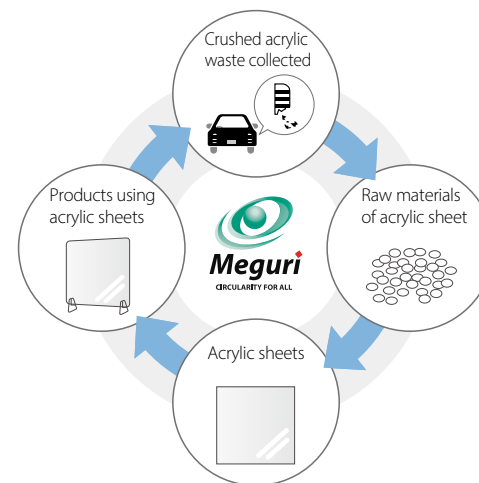 Crushed acrylic
waste collected
Products using
acrylic sheets
Raw materials
of acrylic sheet
Meguri
CIRCULARITY FOR ALL
Acrylic sheets